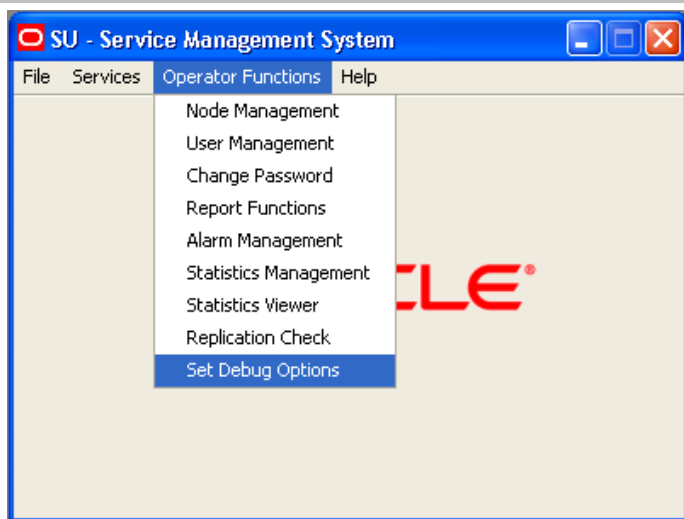 SU - Service Management System
File Services Operator Functions Help
Node Management
User Management
Change Password
Report Functions
Alarm Management
Statistics Management
Statistics Viewer
Replication Check
Set Debug Options
CLE®